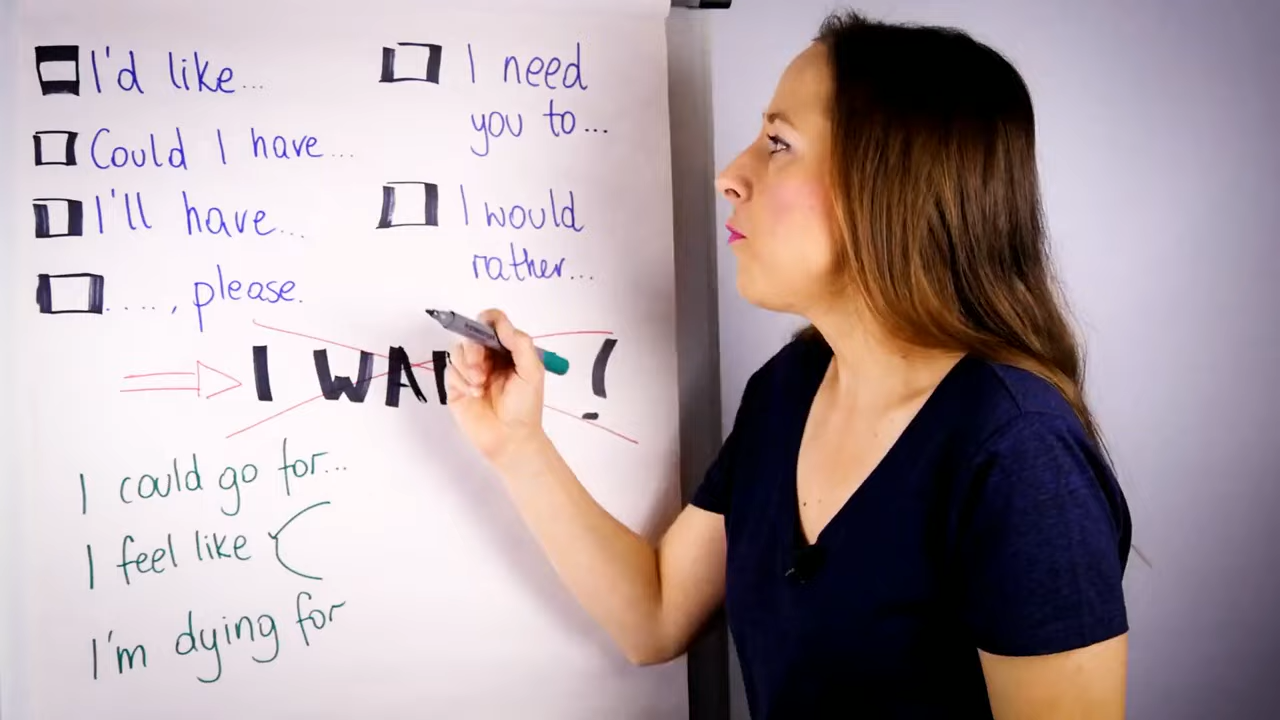 I'd like...
Could I have...
I'll have...
....., please.
I need
you to...
I would
rather...
I !
I could go for...
I feel like
I'm dying for